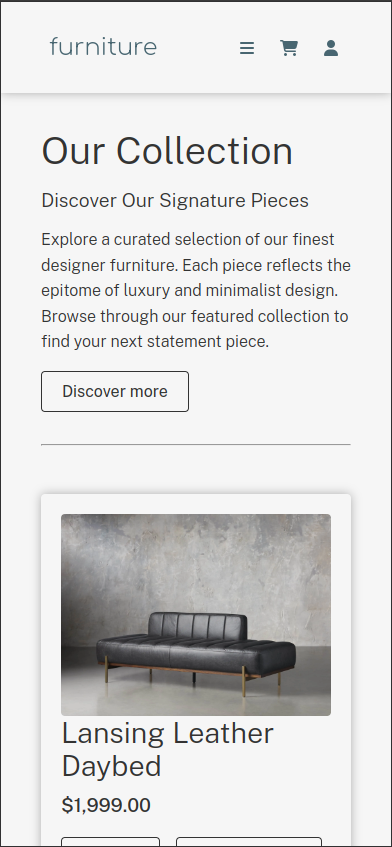 furniture
Our Collection
Discover Our Signature Pieces
Explore a curated selection of our finest
designer furniture. Each piece reflects the
epitome of luxury and minimalist design.
Browse through our featured collection to
find your next statement piece.
Discover more
Lansing Leather
Daybed
$1,999.00